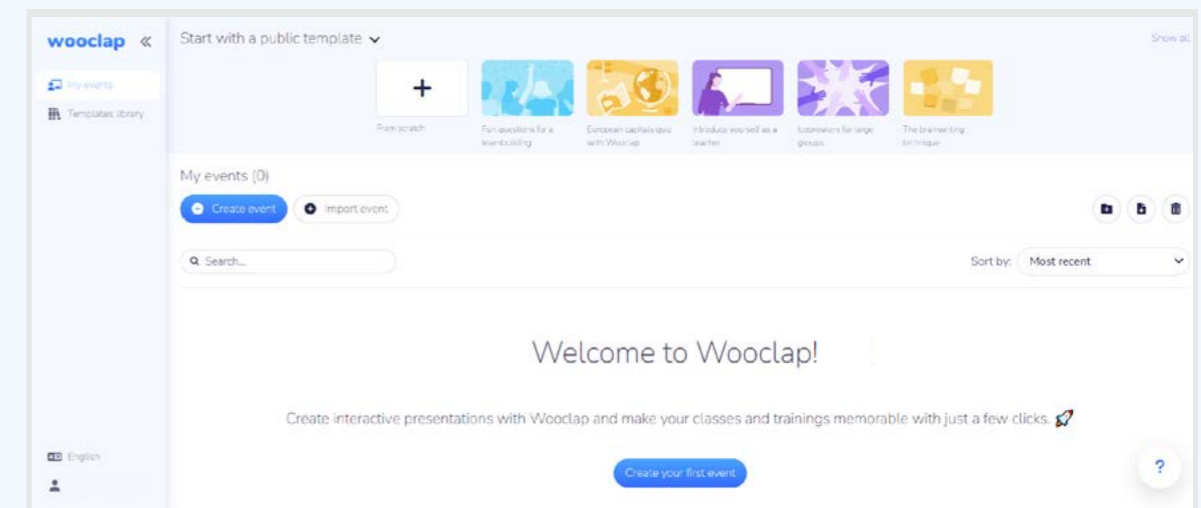 wooclap
Start with a public template
Show all
My events
Templates library
From scratch
Fun questions for a
teambuilding
European capitals quiz
with Wooclap
Introduce yourself as a
teacher
Icebreakers for large
groups
The brainwriting
technique
My events (0)
Create event
Import event
Search...
Sort by:
Most recent
Welcome to Wooclap!
Create interactive presentations with Wooclap and make your classes and trainings memorable with just a few clicks. 🚀
English
Create your first event
?